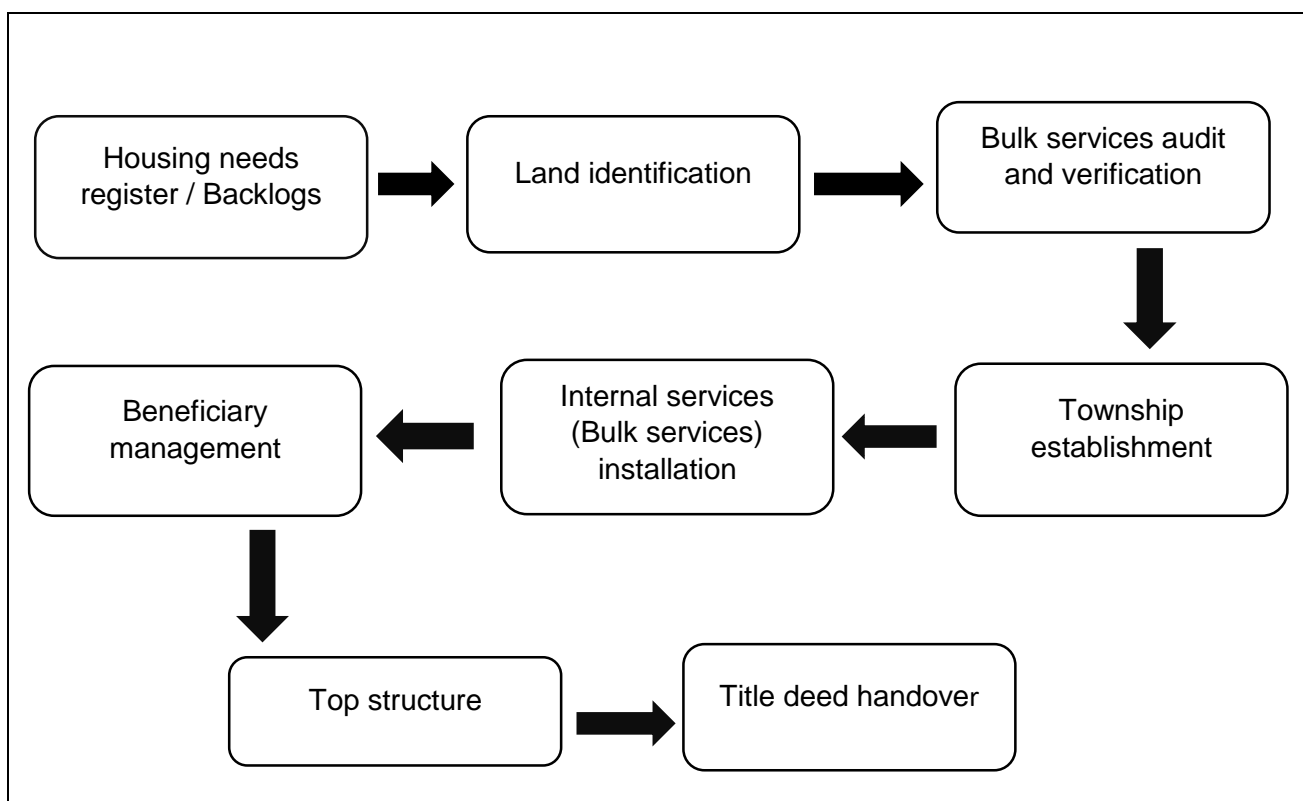 Housing needs
register / Backlogs
Land identification
Bulk services audit
and verification
Township
establishment
Internal services
(Bulk services)
installation
Beneficiary
management
Top structure
Title deed handover